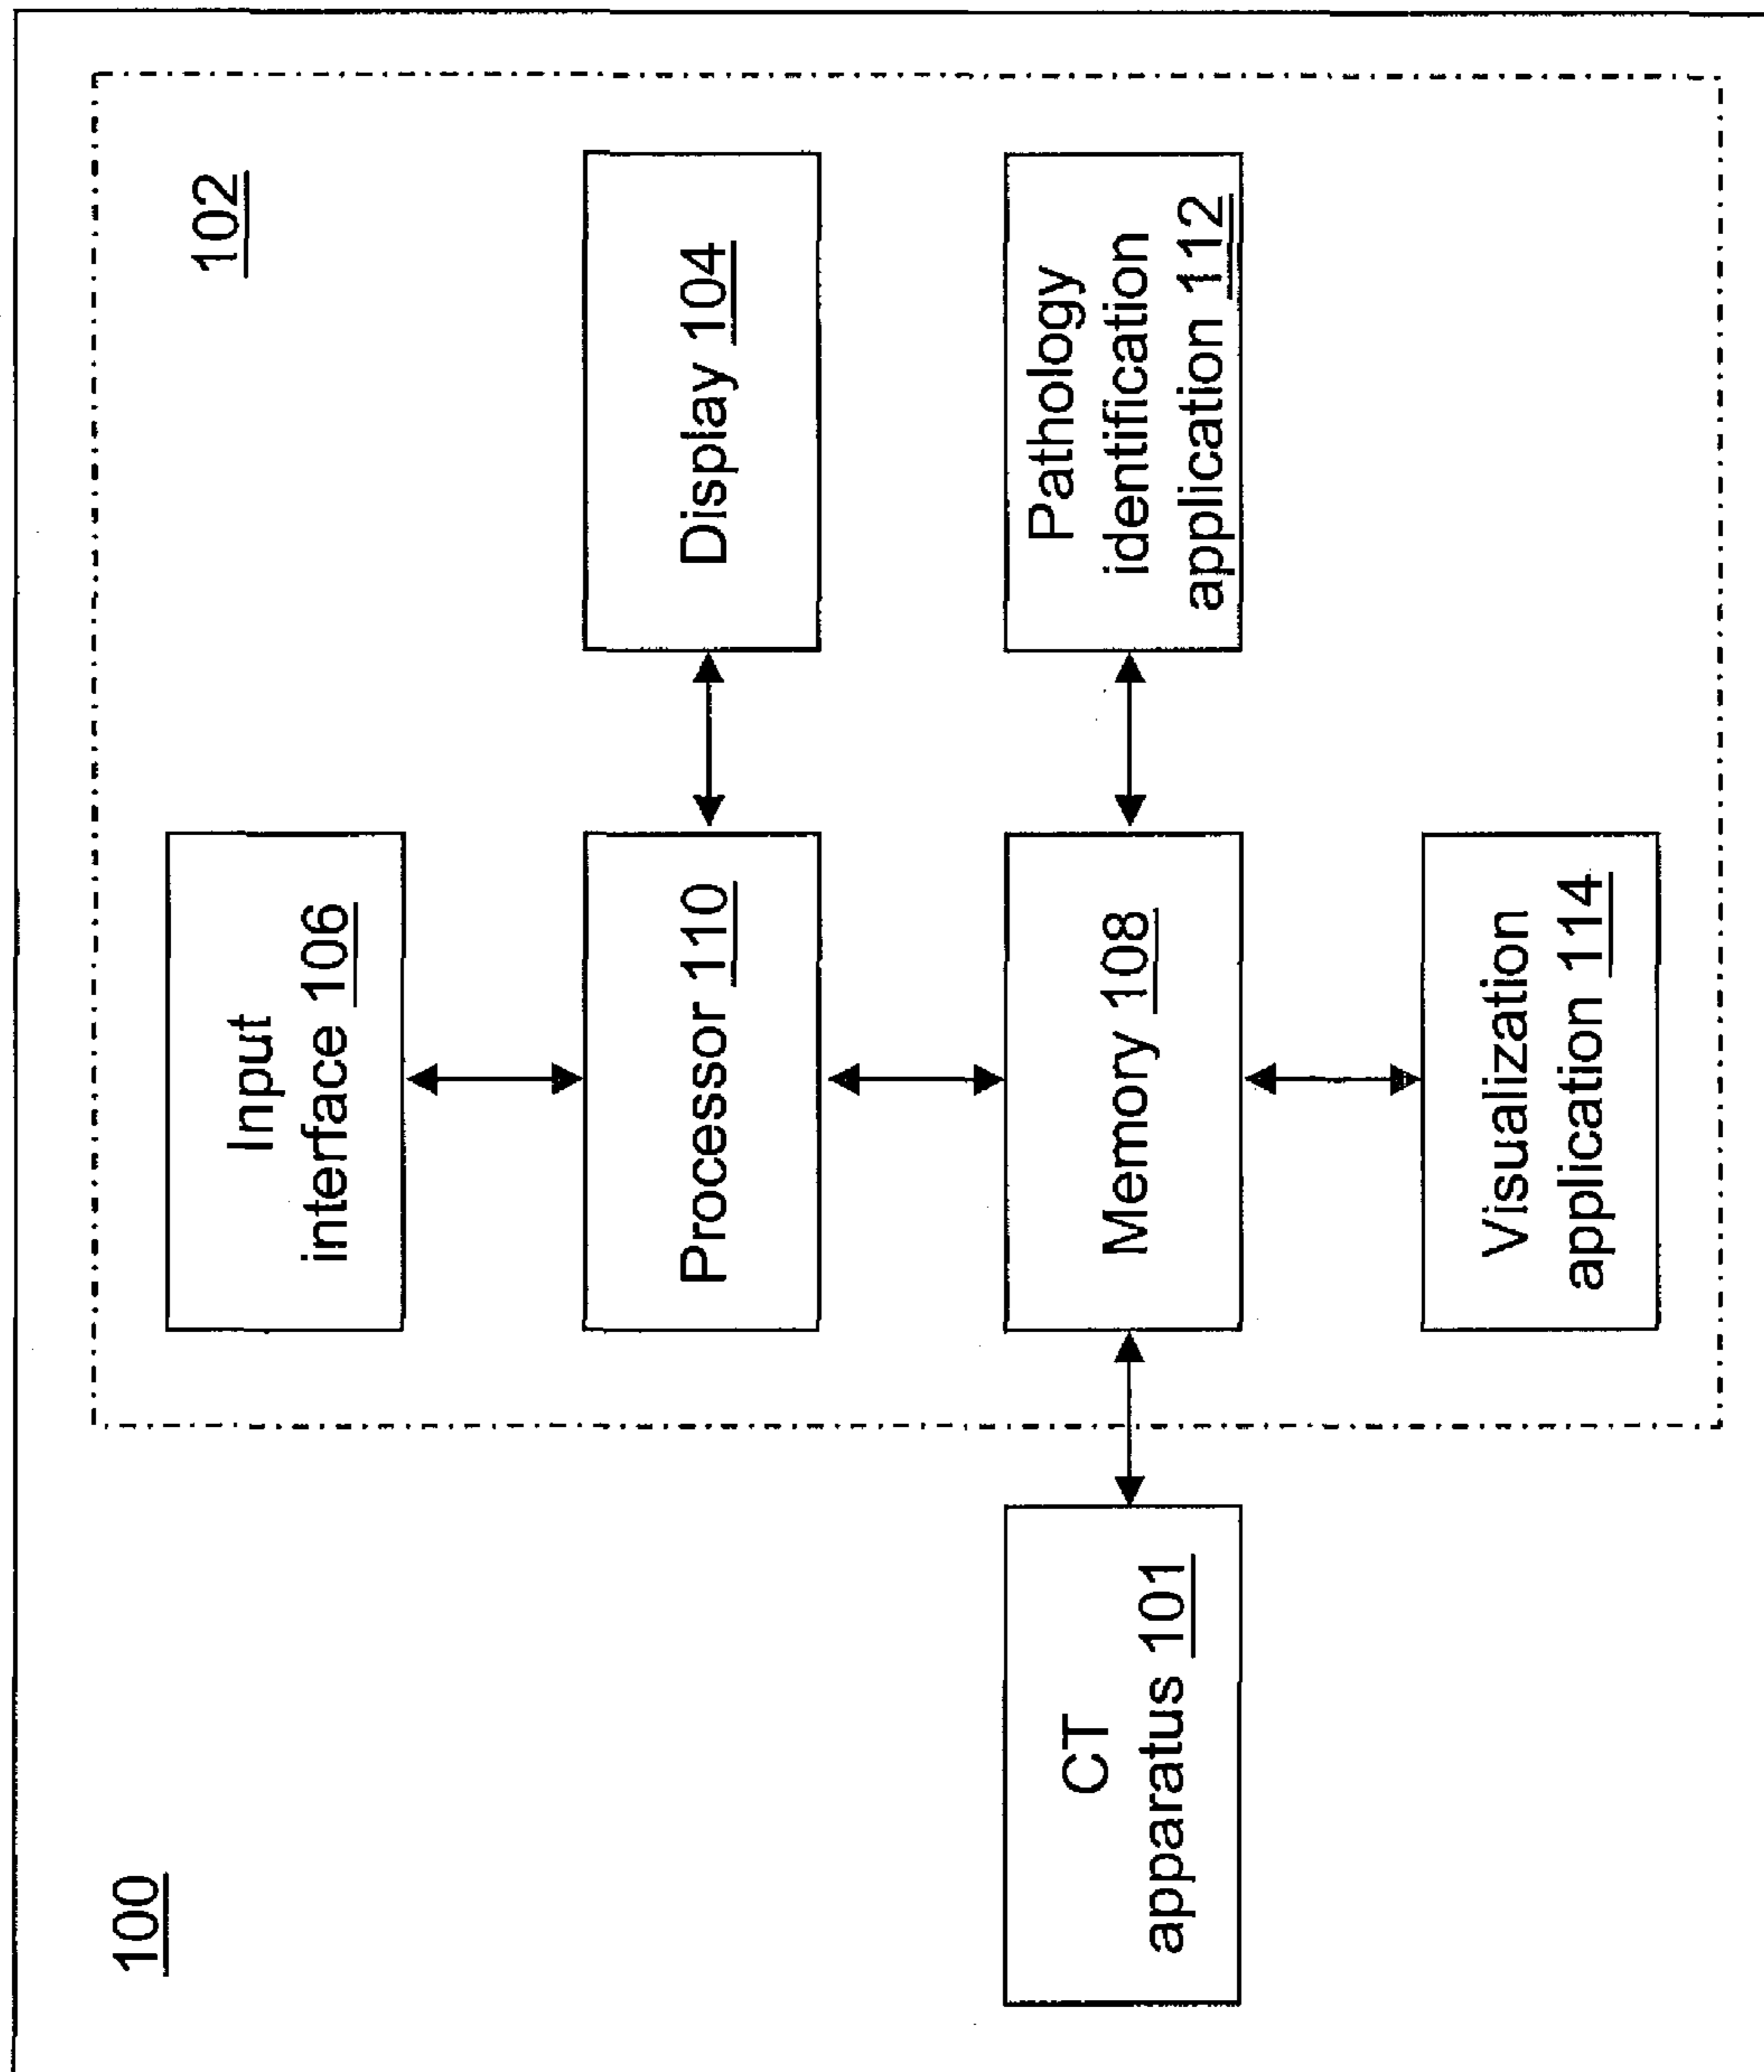 100
102
Input
interface 106
Processor 110
Display 104
CT
apparatus 101
Memory 108
Pathology
identification
application 112
Visualization
application 114